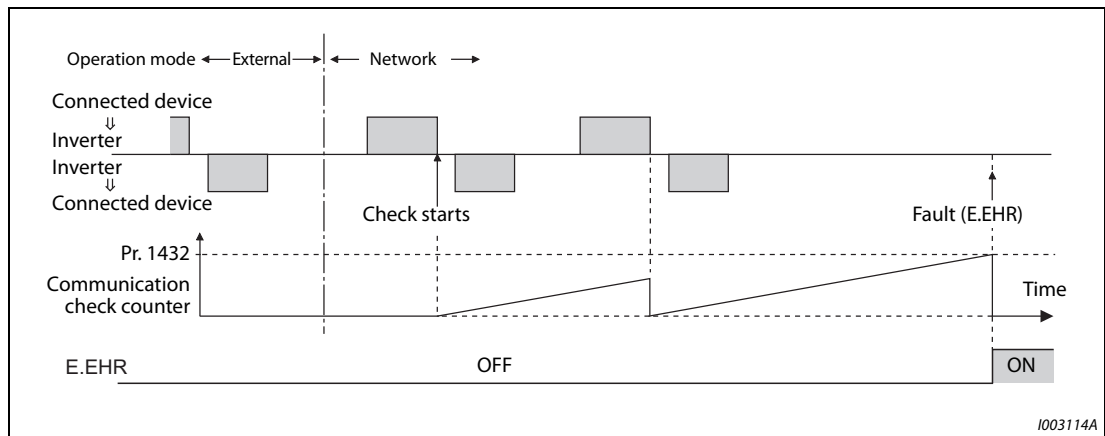 Operation mode External Network
Connected device
⇓
Inverter
Inverter
⇓
Connected device
Check starts
Fault (E.EHR)
Pr. 1432
Communication
check counter
Time
E.EHR
OFF
ON
I003114A